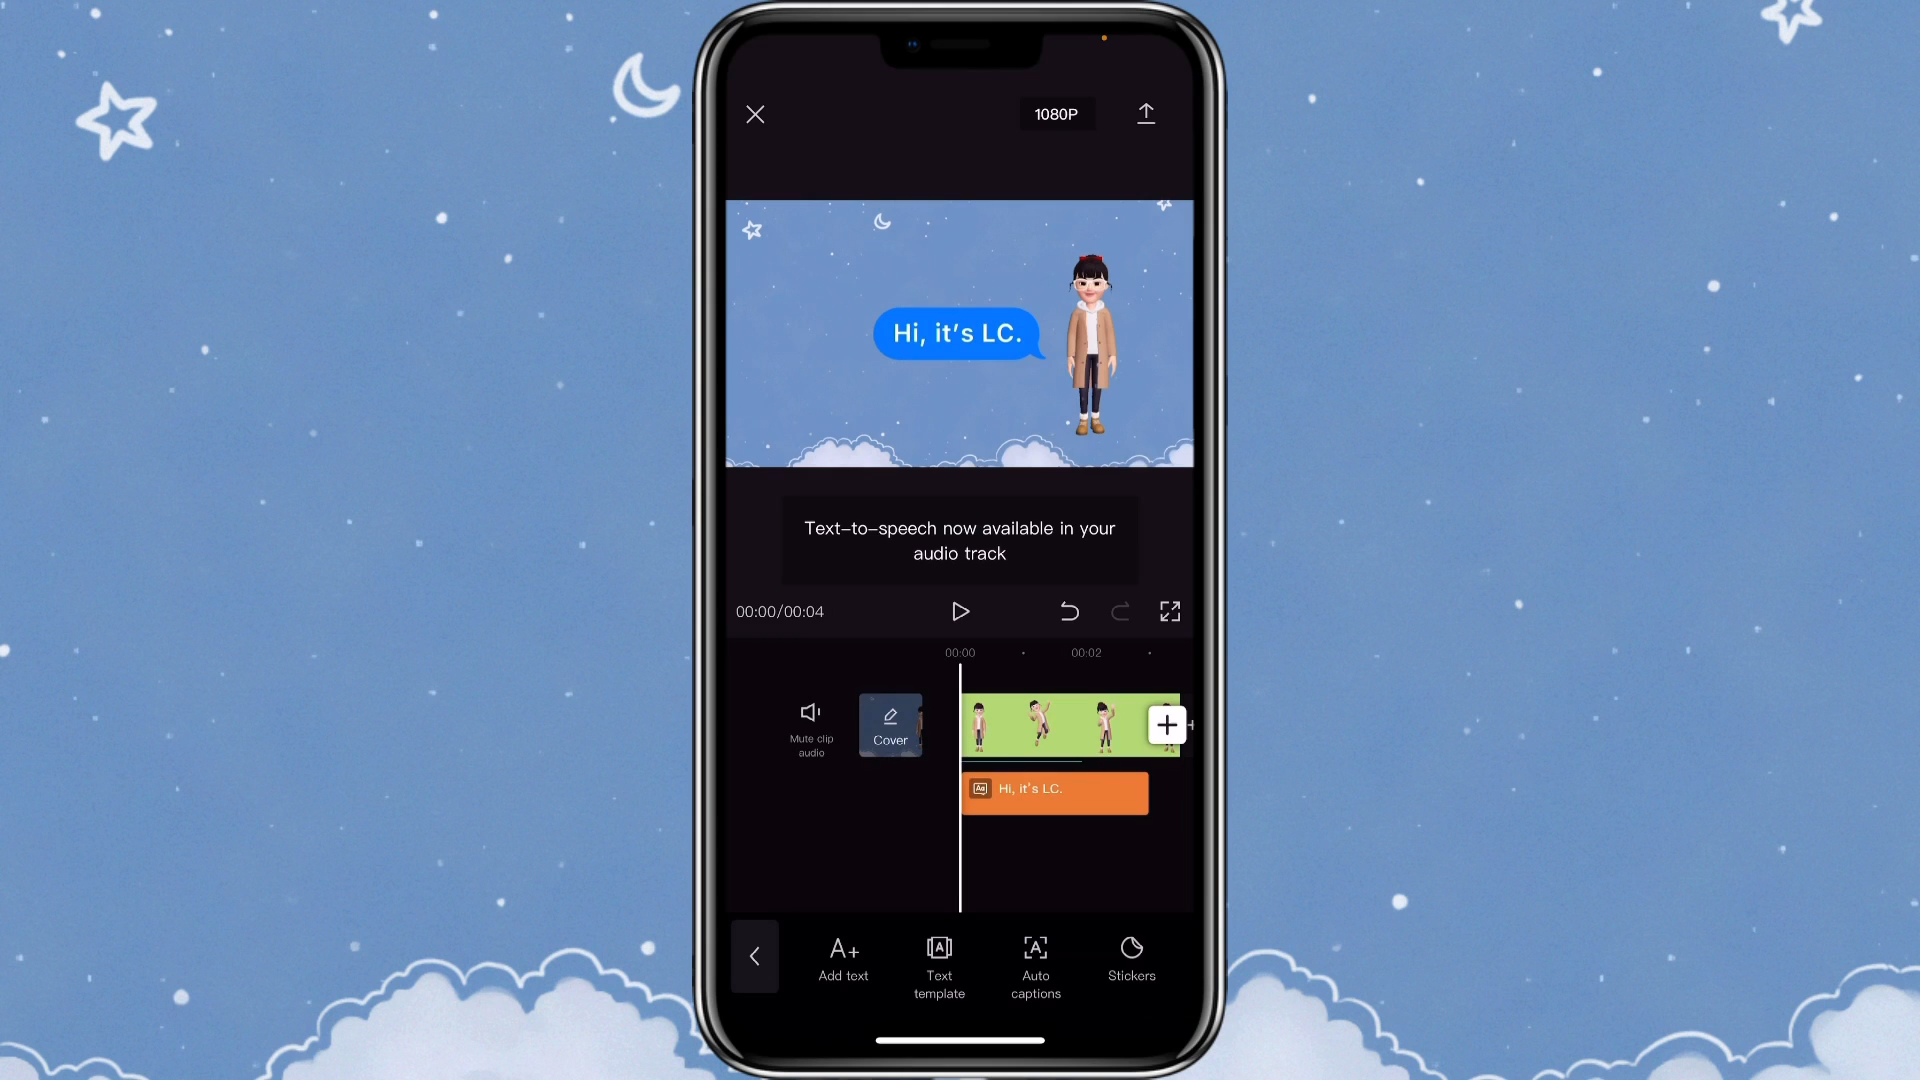 1080P
Hi, it's LC.
Text-to-speech now available in your
audio track
00:00/00:04
00:00
00:02
Mute clip
audio
Cover
Hi, it's LC.
A+
Add text
Text
template
Auto
captions
Stickers